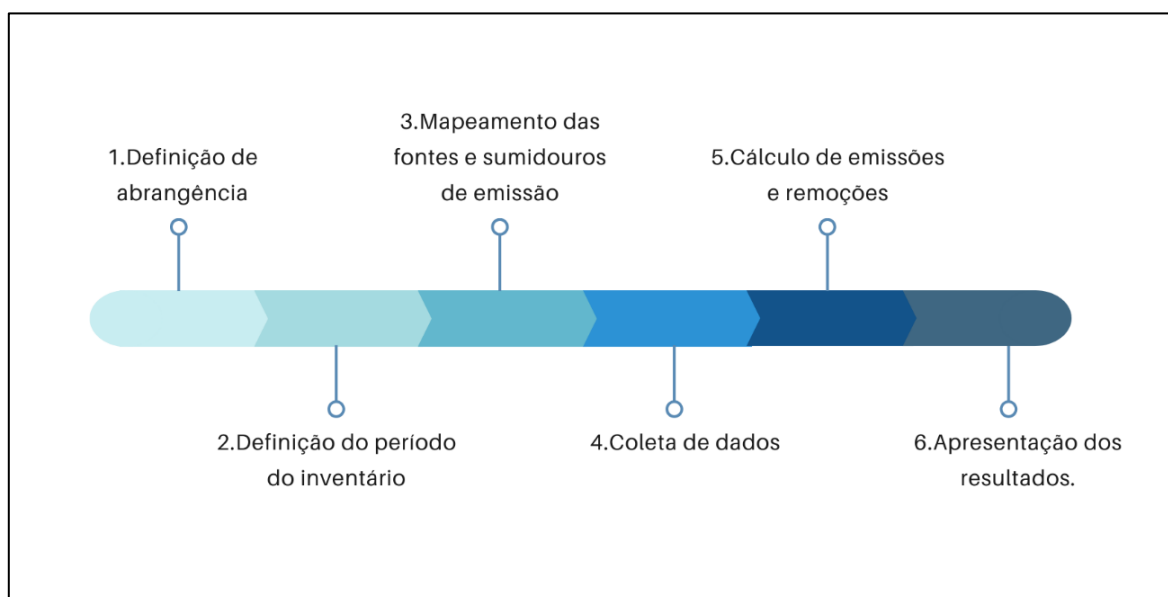 1.Definição de
abrangência
2.Definição do período
do inventário
3.Mapeamento das
fontes e sumidouros
de emissão
4.Coleta de dados
5.Cálculo de emissões
e remoções
6.Apresentação dos
resultados.